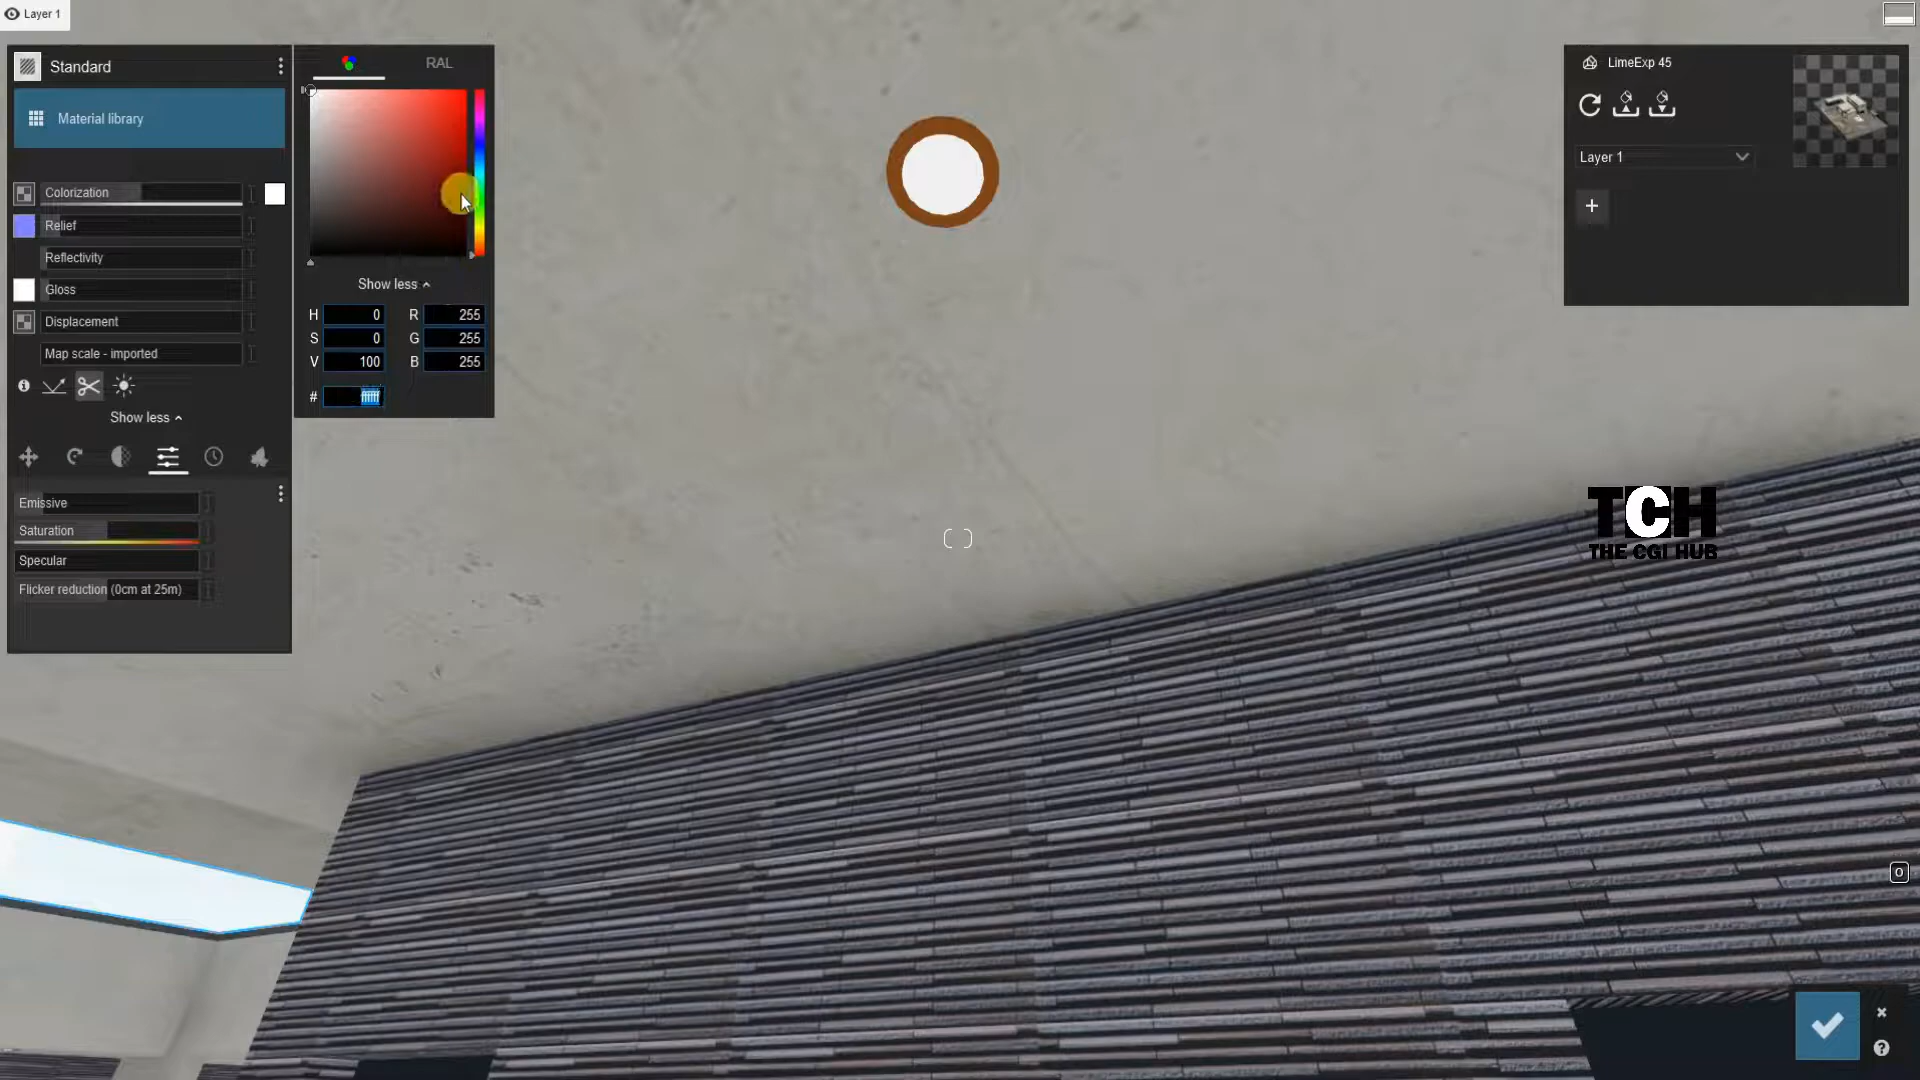 Layer 1
Standard
Material library
Colorization
Relief
Reflectivity
Gloss
Displacement
Map scale - imported
Show less
Emissive
Saturation
Specular
Flicker reduction (0cm at 25m)
RAL
Show less
H 0 R 255
S 0 G 255
V 100 B 255
# ffffff
LimeExp 45
Layer 1
TCH
THE CGI HUB
O